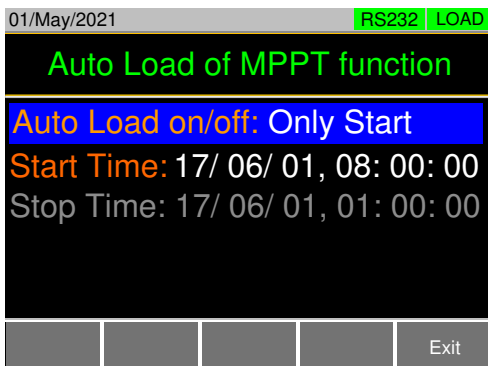 01/May/2021 RS232 LOAD
Auto Load of MPPT function
Auto Load on/off: Only Start
Start Time: 17/ 06/ 01, 08: 00: 00
Stop Time: 17/ 06/ 01, 01: 00: 00
Exit